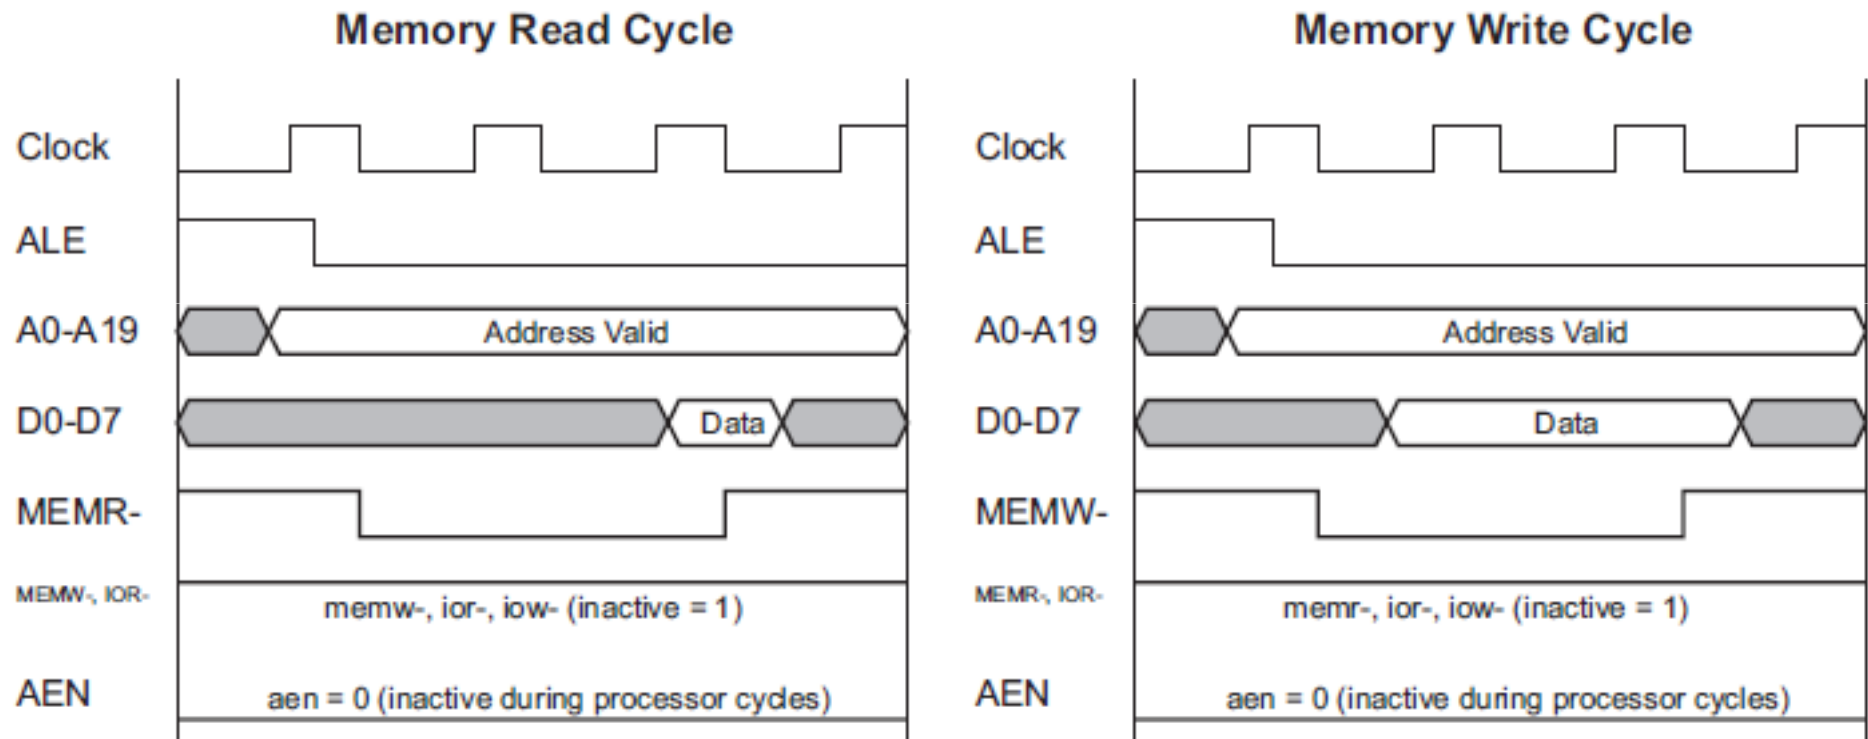 Memory Read Cycle
Clock
ALE
A0-A19
Address Valid
D0-D7
Data
MEMR-
MEMW-, IOR-
memw-, ior-, iow- (inactive = 1)
AEN
aen = 0 (inactive during processor cycles)
Memory Write Cycle
Clock
ALE
A0-A19
Address Valid
D0-D7
Data
MEMW-
MEMR-, IOR-
memr-, ior-, iow- (inactive = 1)
AEN
aen = 0 (inactive during processor cycles)